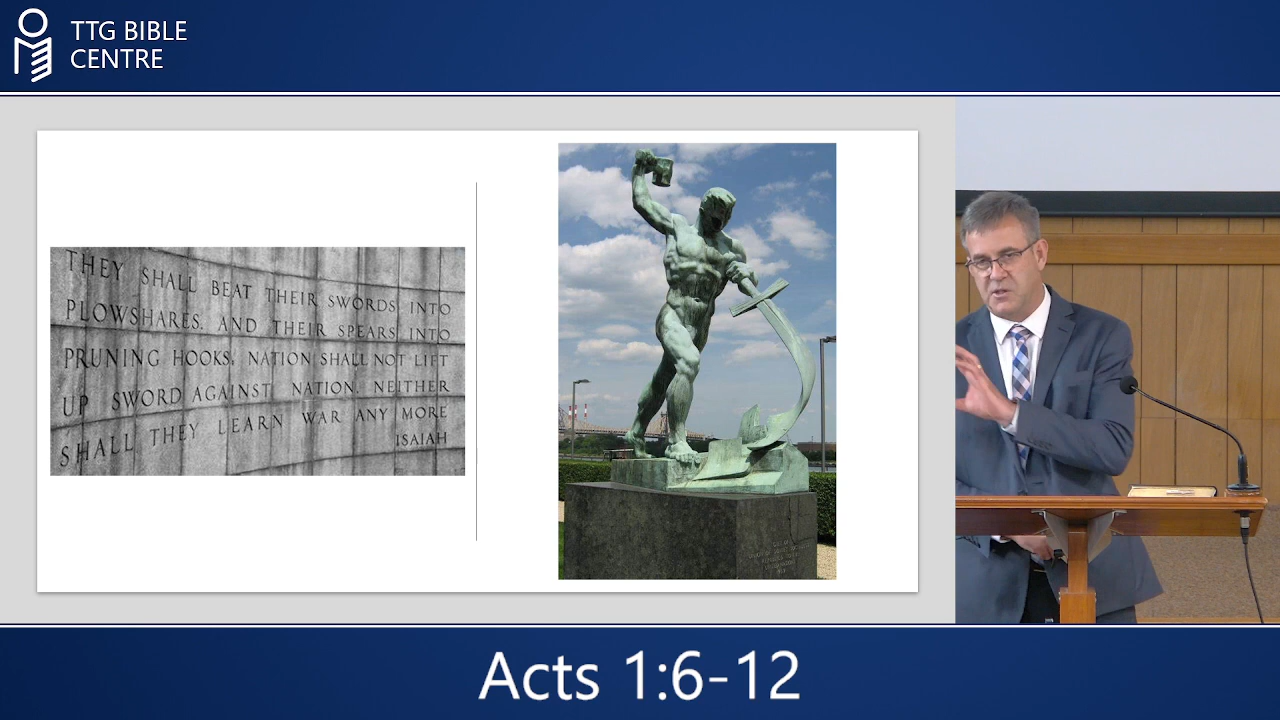 TTG BIBLE
CENTRE
THEY SHALL BEAT THEIR SWORDS INTO
PLOWSHARES. AND THEIR SPEARS INTO
PRUNING HOOKS. NATION SHALL NOT LIFT
UP SWORD AGAINST NATION. NEITHER
SHALL THEY LEARN WAR ANY MORE
ISAIAH
Acts 1:6-12